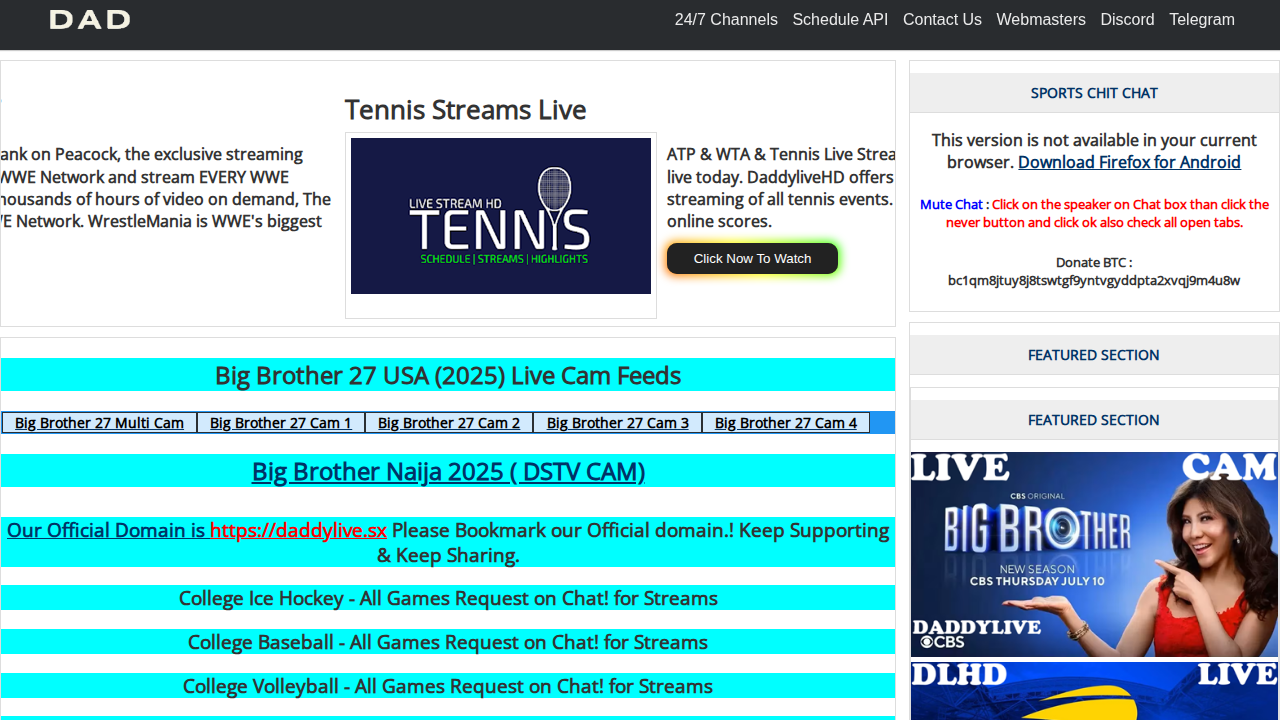 DAD
24/7 Channels Schedule API Contact Us Webmasters Discord Telegram
ank on Peacock, the exclusive streaming
WWE Network and stream EVERY WWE
housands of hours of video on demand, The
E Network. WrestleMania is WWE's biggest
Tennis Streams Live
LIVE STREAM HD
TENNIS
SCHEDULE | STREAMS | HIGHLIGHTS
ATP & WTA & Tennis Live Strea
live today. DaddyliveHD offers
streaming of all tennis events.
online scores.
Click Now To Watch
Big Brother 27 USA (2025) Live Cam Feeds
Big Brother 27 Multi Cam Big Brother 27 Cam 1 Big Brother 27 Cam 2 Big Brother 27 Cam 3 Big Brother 27 Cam 4
Big Brother Naija 2025 ( DSTV CAM)
Our Official Domain is https://daddylive.sx Please Bookmark our Official domain.! Keep Supporting
& Keep Sharing.
College Ice Hockey - All Games Request on Chat! for Streams
College Baseball - All Games Request on Chat! for Streams
College Volleyball - All Games Request on Chat! for Streams
SPORTS CHIT CHAT
This version is not available in your current
browser. Download Firefox for Android
Mute Chat : Click on the speaker on Chat box than click the
never button and click ok also check all open tabs.
Donate BTC :
bc1qm8jtuy8j8tswtgf9yntvgyddpta2xvqj9m4u8w
FEATURED SECTION
FEATURED SECTION
LIVE CAM
CBS ORIGINAL
BIG BROTHER
NEW SEASON
CBS THURSDAY JULY 10
DADDYLIVE
CBS
DLHD LIVE